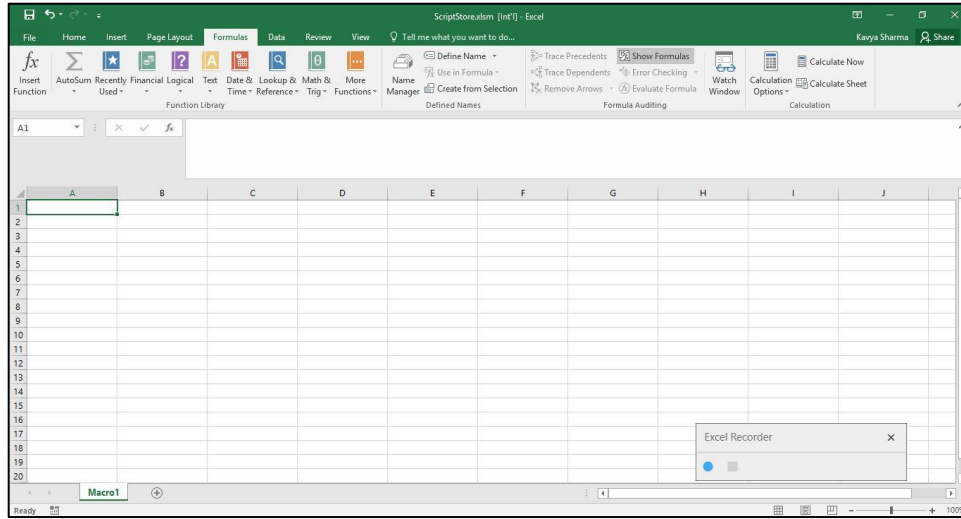 ScriptStore.xlsm [Int'l] - Excel
File Home Insert Page Layout Formulas Data Review View Tell me what you want to do... Kavya Sharma Share
Insert Function
AutoSum
Recently Used
Financial
Logical
Text
Date & Time
Lookup & Reference
Math & Trig
More Functions
Function Library
Name Manager
Define Name
Use in Formula
Create from Selection
Defined Names
Trace Precedents
Trace Dependents
Remove Arrows
Show Formulas
Error Checking
Evaluate Formula
Formula Auditing
Watch Window
Calculation Options
Calculate Now
Calculate Sheet
Calculation
A1 fx
A B C D E F G H I J
1
2
3
4
5
6
7
8
9
10
11
12
13
14
15
16
17
18
19
20
Excel Recorder
Macro1
Ready 100%